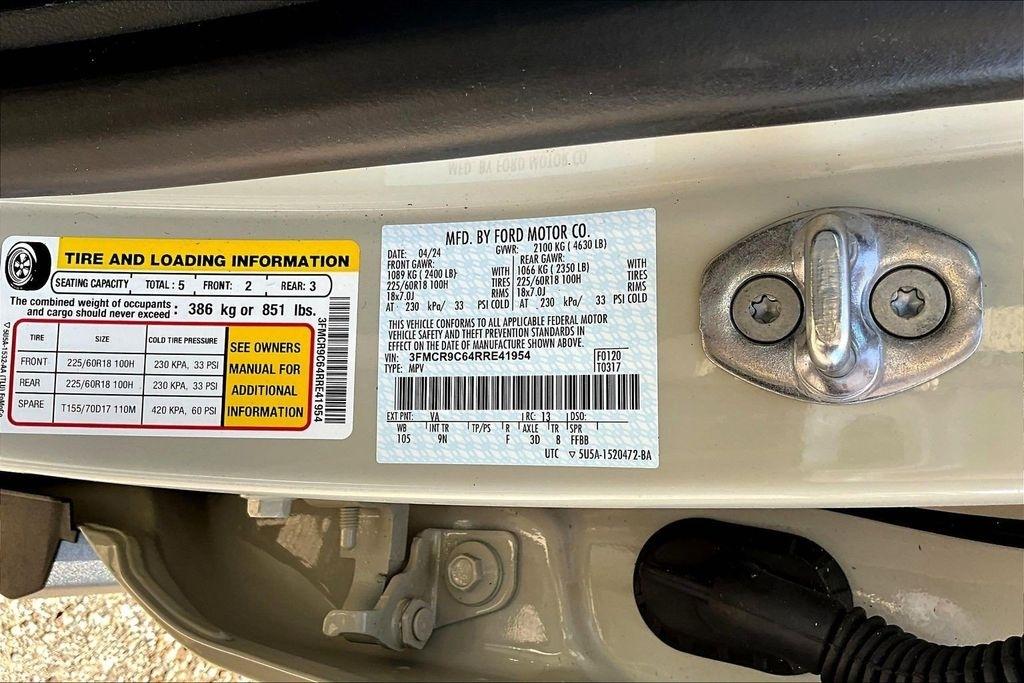 MFD. BY FORD MOTOR CO.
TIRE AND LOADING INFORMATION
SEATING CAPACITY TOTAL : 5 FRONT: 2 REAR: 3
The combined weight of occupants
and cargo should never exceed : 386 kg or 851 lbs.
TIRE SIZE COLD TIRE PRESSURE
FRONT 225/60R18 100H 230 KPA, 33 PSI
REAR 225/60R18 100H 230 KPA, 33 PSI
SPARE T155/70D17 110M 420 KPA, 60 PSI
SEE OWNERS
MANUAL FOR
ADDITIONAL
INFORMATION
3FMCR9C64RRE41954
MFD. BY FORD MOTOR CO.
DATE: 04/24 GVWR: 2100 KG ( 4630 LB)
FRONT GAWR: REAR GAWR:
1089 KG ( 2400 LB) WITH 1066 KG ( 2350 LB) WITH
225/60R18 100H TIRES 225/60R18 100H TIRES
18x7.0J RIMS 18x7.0J RIMS
AT 230 kPa/ 33 PSI COLD AT 230 kPa/ 33 PSI COLD
THIS VEHICLE CONFORMS TO ALL APPLICABLE FEDERAL MOTOR
VEHICLE SAFETY AND THEFT PREVENTION STANDARDS IN
EFFECT ON THE DATE OF MANUFACTURE SHOWN ABOVE.
VIN: 3FMCR9C64RRE41954 F0120
TYPE: MPV T0317
EXT PNT: VA RC: 13 DSO:
WB INT TR TP/PS R AXLE TR SPR
105 9N F 3D 8 FFBB
UTC ▽ 5U5A-1520472-BA